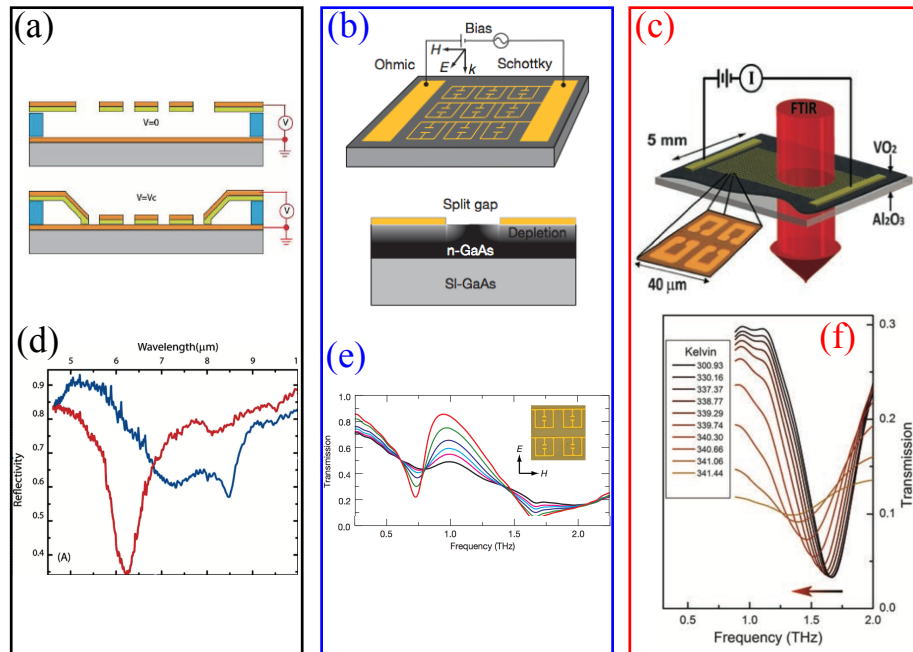 (a)
V=0
V
V=Vc
V
(b)
Bias
H
E
k
Ohmic
Schottky
Split gap
Depletion
n-GaAs
SI-GaAs
(c)
I
FTIR
5 mm
VO2
Al2O3
40 μm
(d)
Wavelength(μm)
5 6 7 8 9 1
0.9
0.8
0.7
0.6
0.5
0.4
Reflectivity
(A)
(e)
1.0
0.8
0.6
0.4
0.2
0.0
Transmission
E
H
0.5 1.0 1.5 2.0
Frequency (THz)
(f)
Kelvin
300.93
330.16
337.37
338.77
339.29
339.74
340.30
340.66
341.06
341.44
0.3
0.2
0.1
0.0
Transmission
0.5 1.0 1.5 2.0
Frequency (THz)